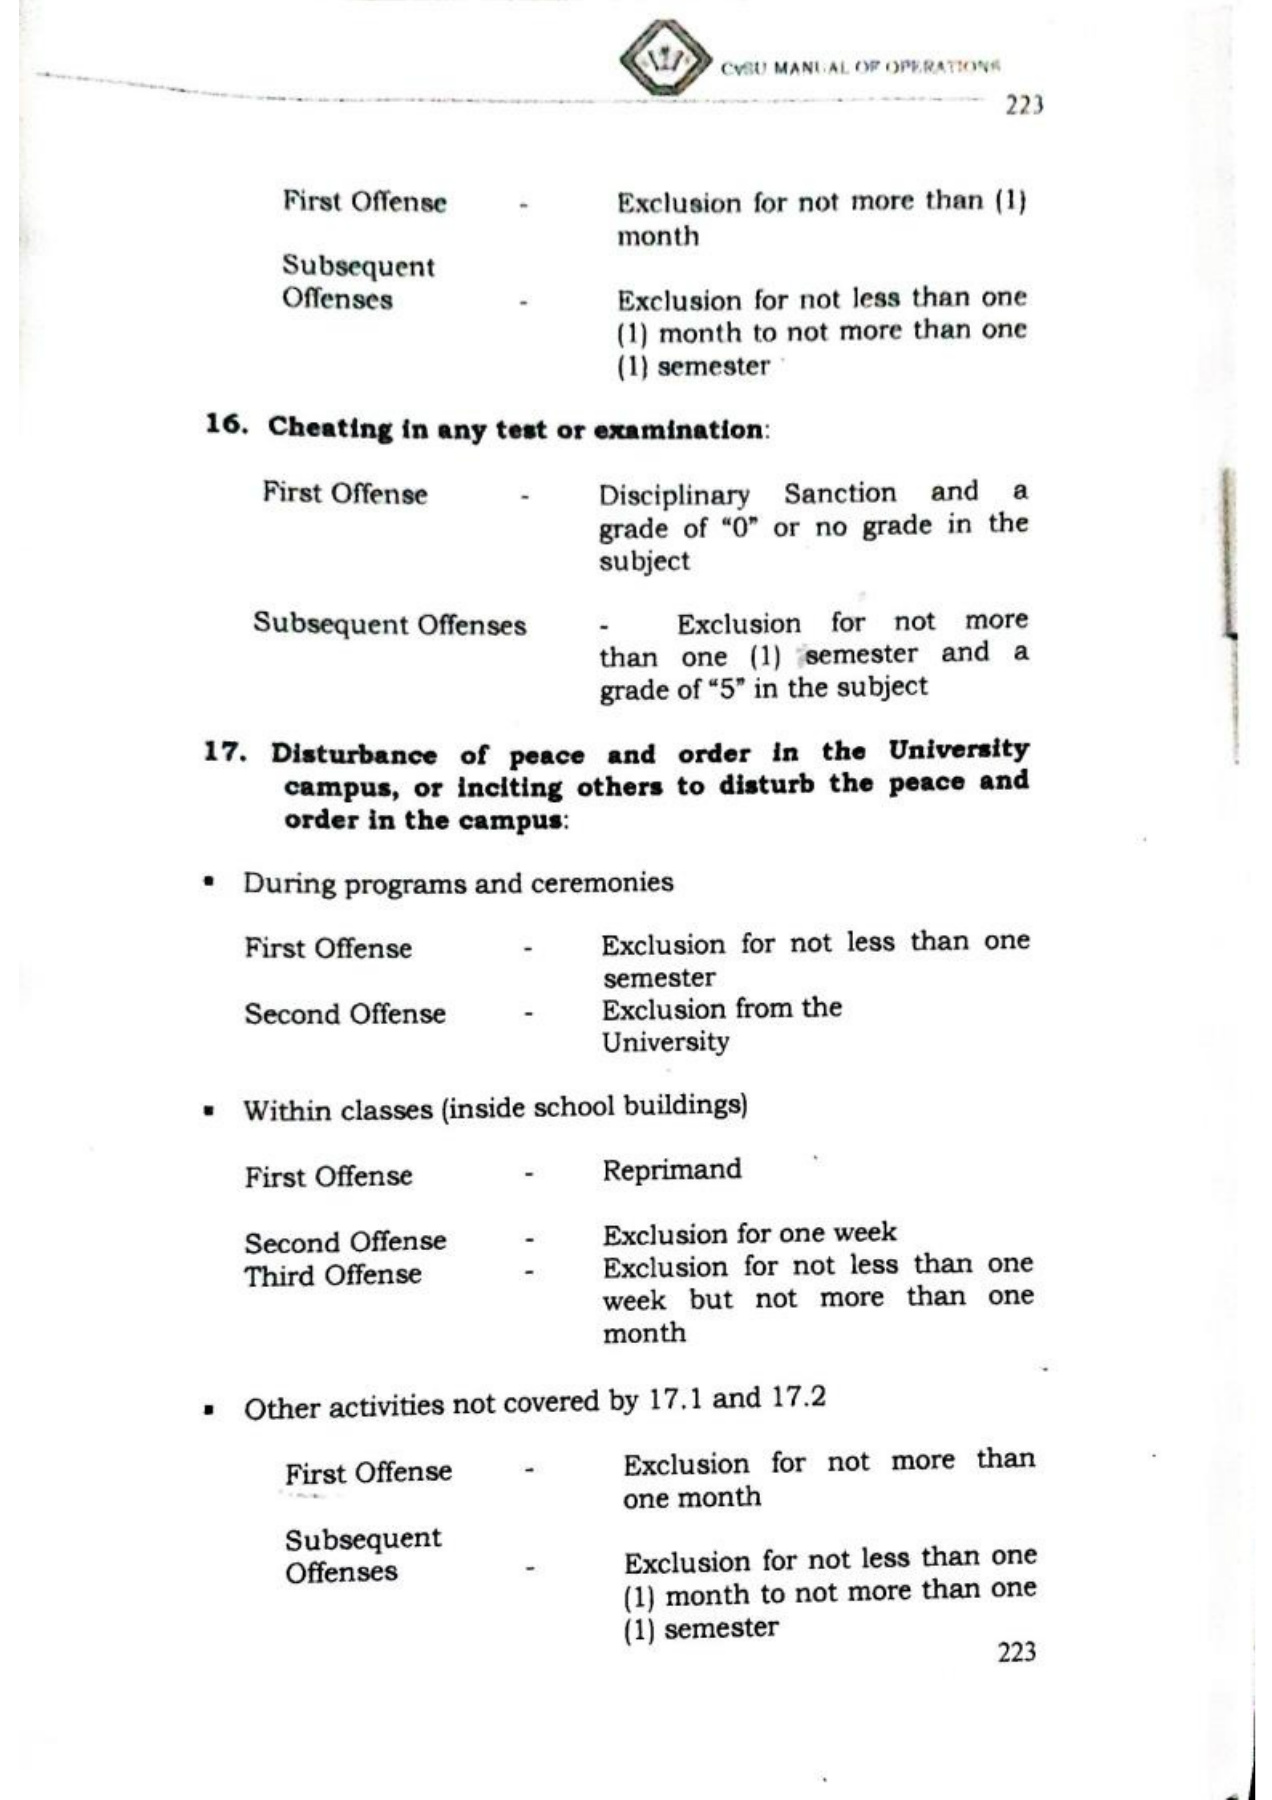 CvSU MANUAL OF OPERATIONS
223
First Offense - Exclusion for not more than (1)
month
Subsequent
Offenses - Exclusion for not less than one
(1) month to not more than one
(1) semester
16. Cheating in any test or examination:
First Offense - Disciplinary Sanction and a
grade of “0” or no grade in the
subject
Subsequent Offenses - Exclusion for not more
than one (1) semester and a
grade of “5” in the subject
17. Disturbance of peace and order in the University
campus, or inciting others to disturb the peace and
order in the campus:
▪ During programs and ceremonies
First Offense - Exclusion for not less than one
semester
Second Offense - Exclusion from the
University
▪ Within classes (inside school buildings)
First Offense - Reprimand
Second Offense - Exclusion for one week
Third Offense - Exclusion for not less than one
week but not more than one
month
▪ Other activities not covered by 17.1 and 17.2
First Offense - Exclusion for not more than
one month
Subsequent
Offenses - Exclusion for not less than one
(1) month to not more than one
(1) semester
223